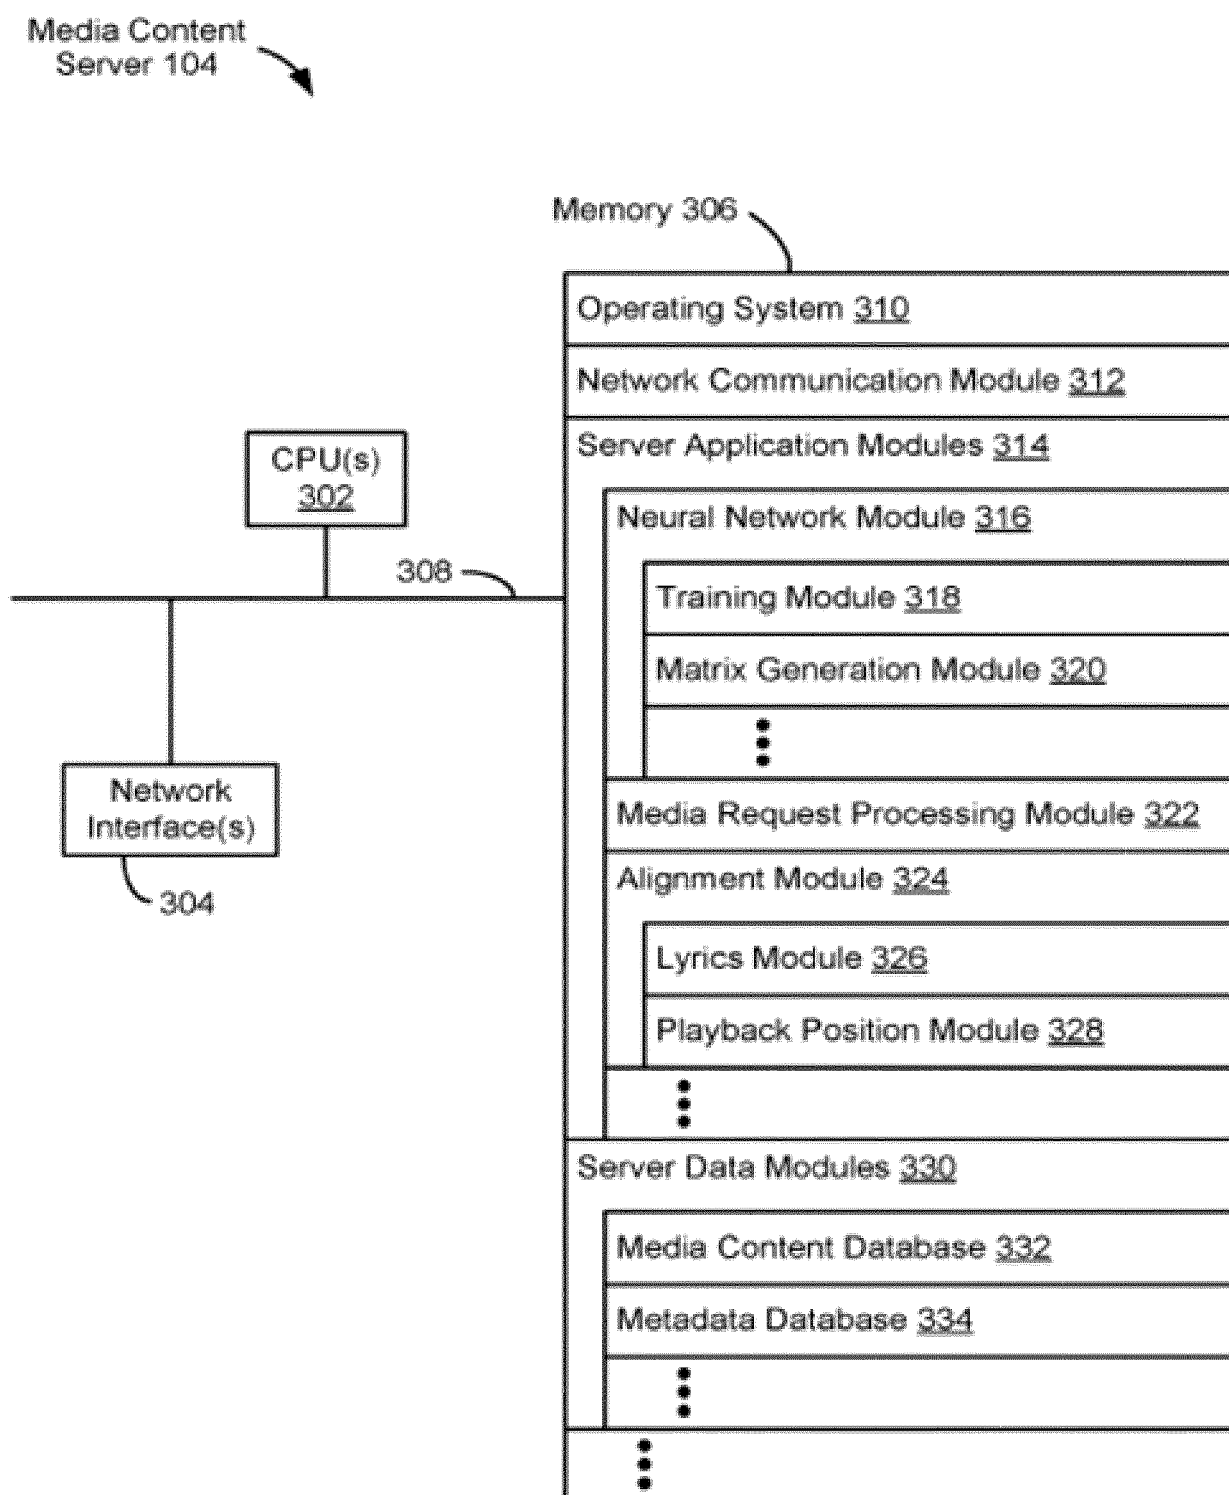 Media Content
Server 104
Memory 306
Operating System 310
Network Communication Module 312
CPU(s)
302
Server Application Modules 314
Neural Network Module 316
308
Training Module 318
Matrix Generation Module 320
Network
Interface(s)
304
Media Request Processing Module 322
Alignment Module 324
Lyrics Module 326
Playback Position Module 328
Server Data Modules 330
Media Content Database 332
Metadata Database 334